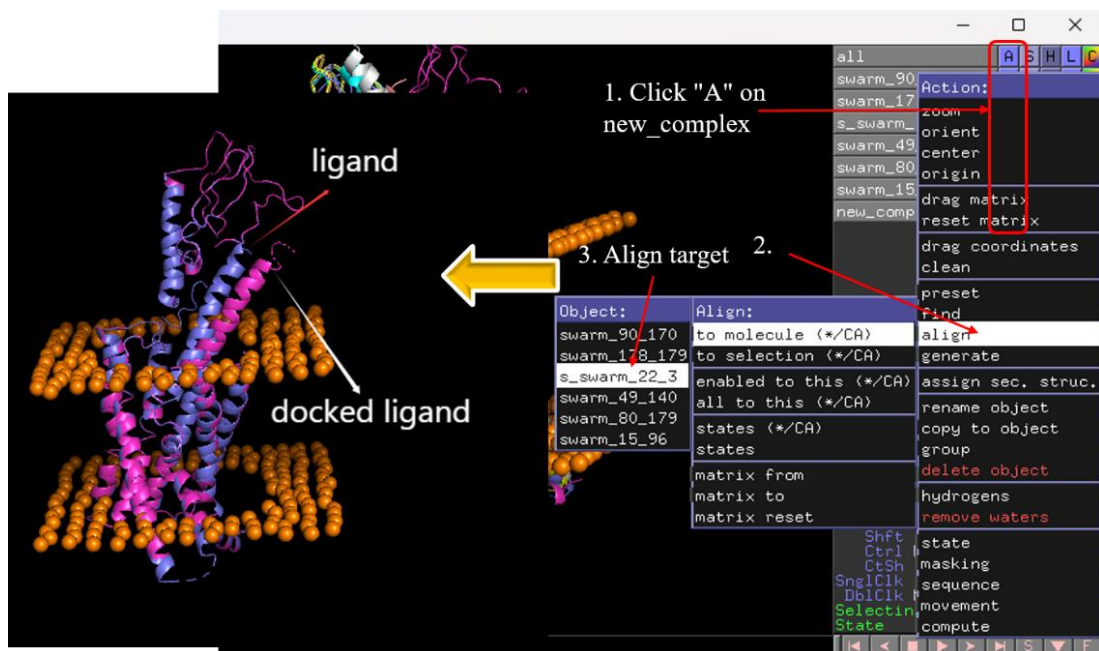 all
A S H L C
swarm_90
swarm_17
s_swarm_
swarm_49
swarm_80
swarm_15
new_comp
1. Click "A" on
new_complex
Action:
zoom
orient
center
origin
drag matrix
reset matrix
drag coordinates
clean
preset
find
align
generate
assign sec. struc.
rename object
copy to object
group
delete object
hydrogens
remove waters
state
masking
sequence
movement
compute
2.
3. Align target
Align:
to molecule (*/CA)
to selection (*/CA)
enabled to this (*/CA)
all to this (*/CA)
states (*/CA)
states
matrix from
matrix to
matrix reset
Object:
swarm_90_170
swarm_178_179
s_swarm_22_3
swarm_49_140
swarm_80_179
swarm_15_96
ligand
docked ligand
Shft
Ctrl
CtSh
SnglClk
DblClk
Selectin
State
S
F